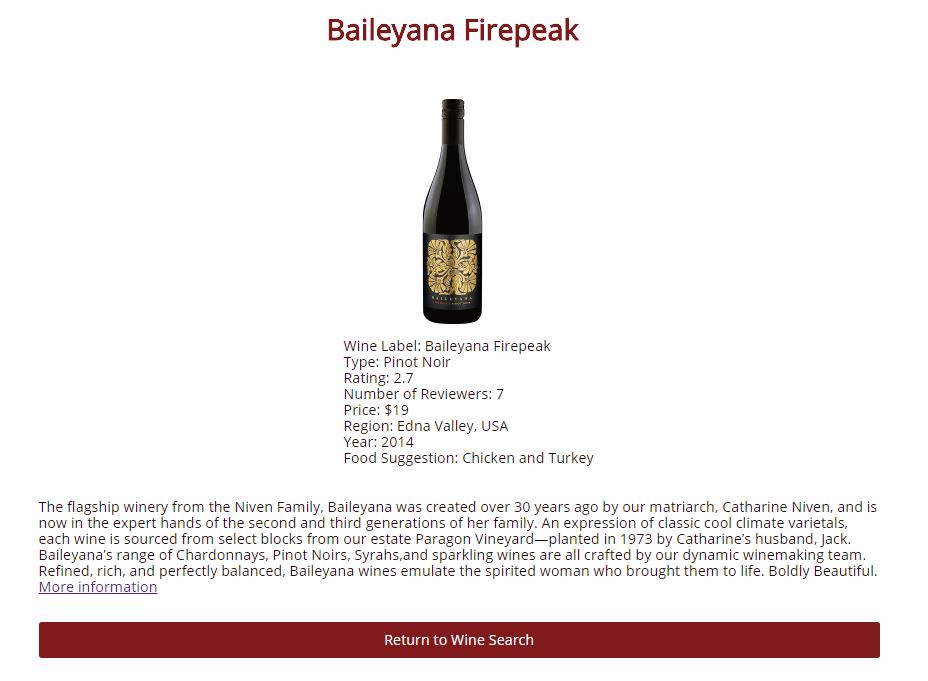 Baileyana Firepeak
BAILEYANA
PINOT NOIR
Wine Label: Baileyana Firepeak
Type: Pinot Noir
Rating: 2.7
Number of Reviewers: 7
Price: $19
Region: Edna Valley, USA
Year: 2014
Food Suggestion: Chicken and Turkey
The flagship winery from the Niven Family, Baileyana was created over 30 years ago by our matriarch, Catharine Niven, and is
now in the expert hands of the second and third generations of her family. An expression of classic cool climate varietals,
each wine is sourced from select blocks from our estate Paragon Vineyard—planted in 1973 by Catharine’s husband, Jack.
Baileyana’s range of Chardonnays, Pinot Noirs, Syrahs,and sparkling wines are all crafted by our dynamic winemaking team.
Refined, rich, and perfectly balanced, Baileyana wines emulate the spirited woman who brought them to life. Boldly Beautiful.
More information
Return to Wine Search